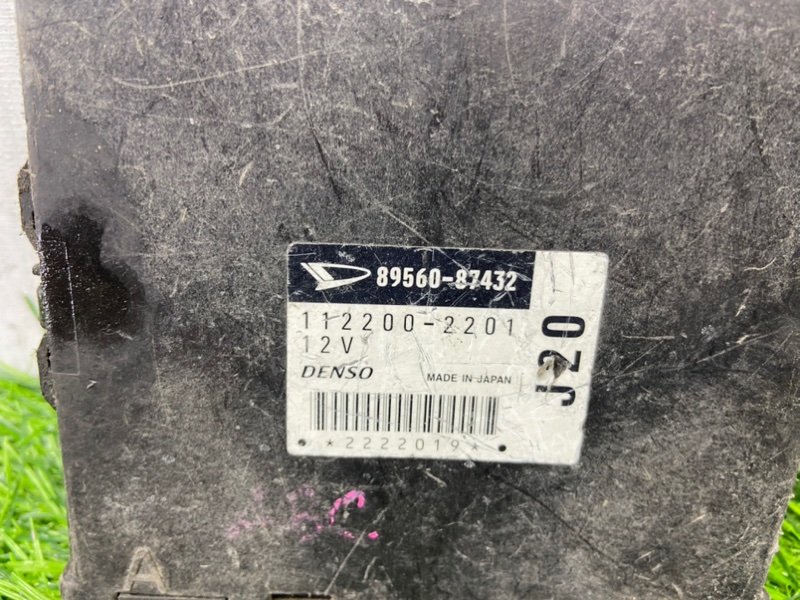 89560-87432
112200-2201
12V
DENSO MADE IN JAPAN
J20
*2222019*
A